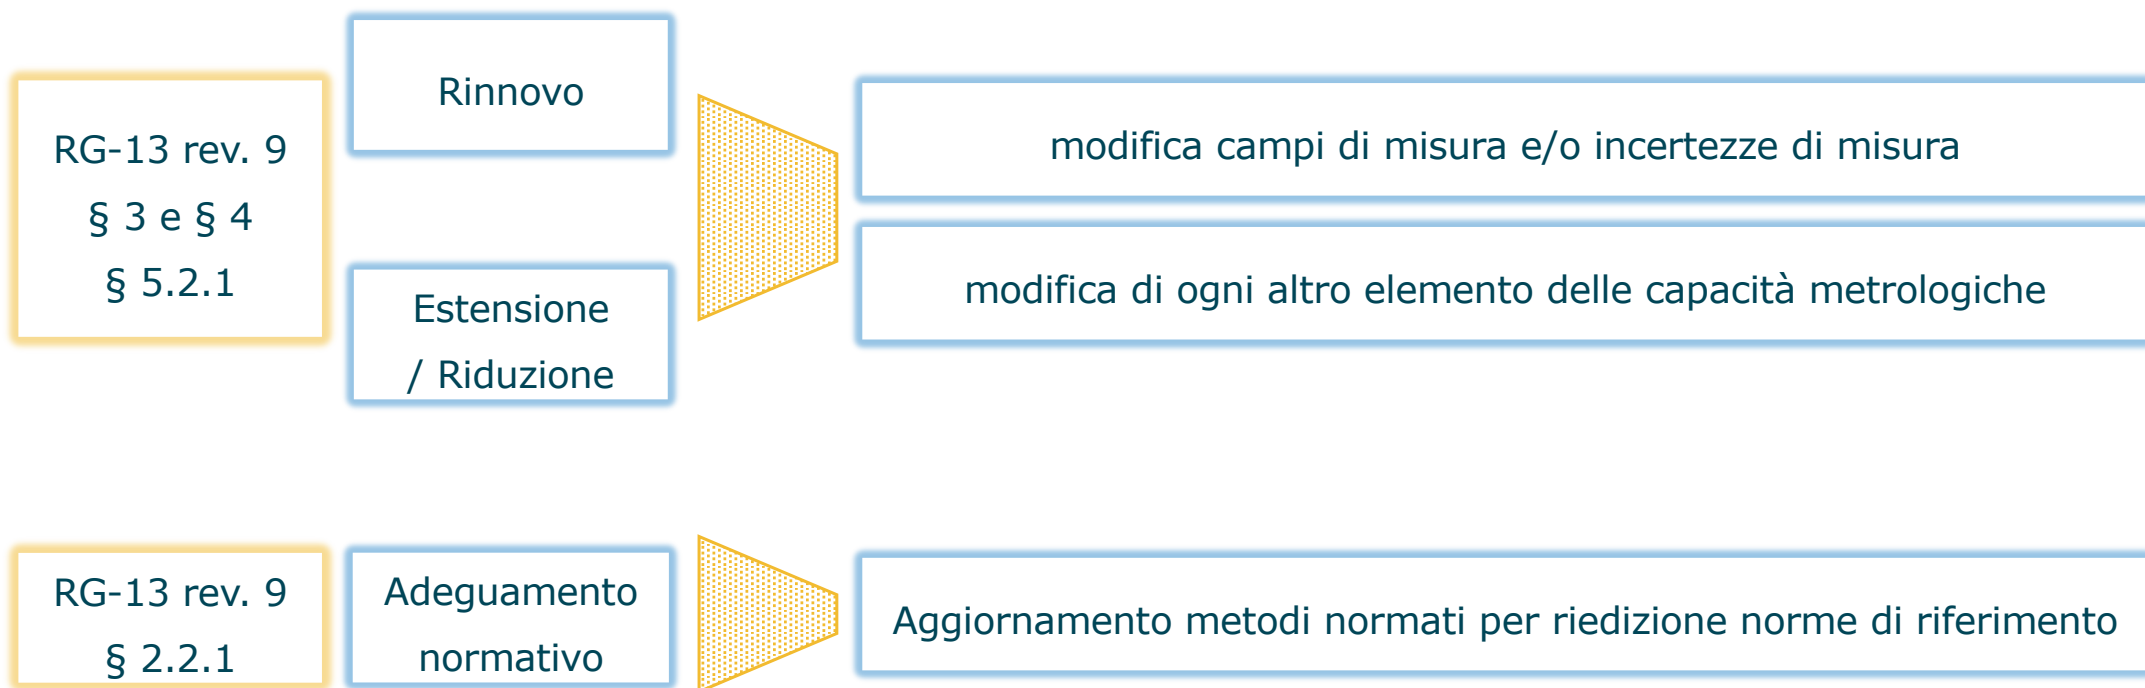 RG-13 rev. 9
§ 3 e § 4
§ 5.2.1
Rinnovo
Estensione
/ Riduzione
modifica campi di misura e/o incertezze di misura
modifica di ogni altro elemento delle capacità metrologiche
RG-13 rev. 9
§ 2.2.1
Adeguamento
normativo
Aggiornamento metodi normati per riedizione norme di riferimento